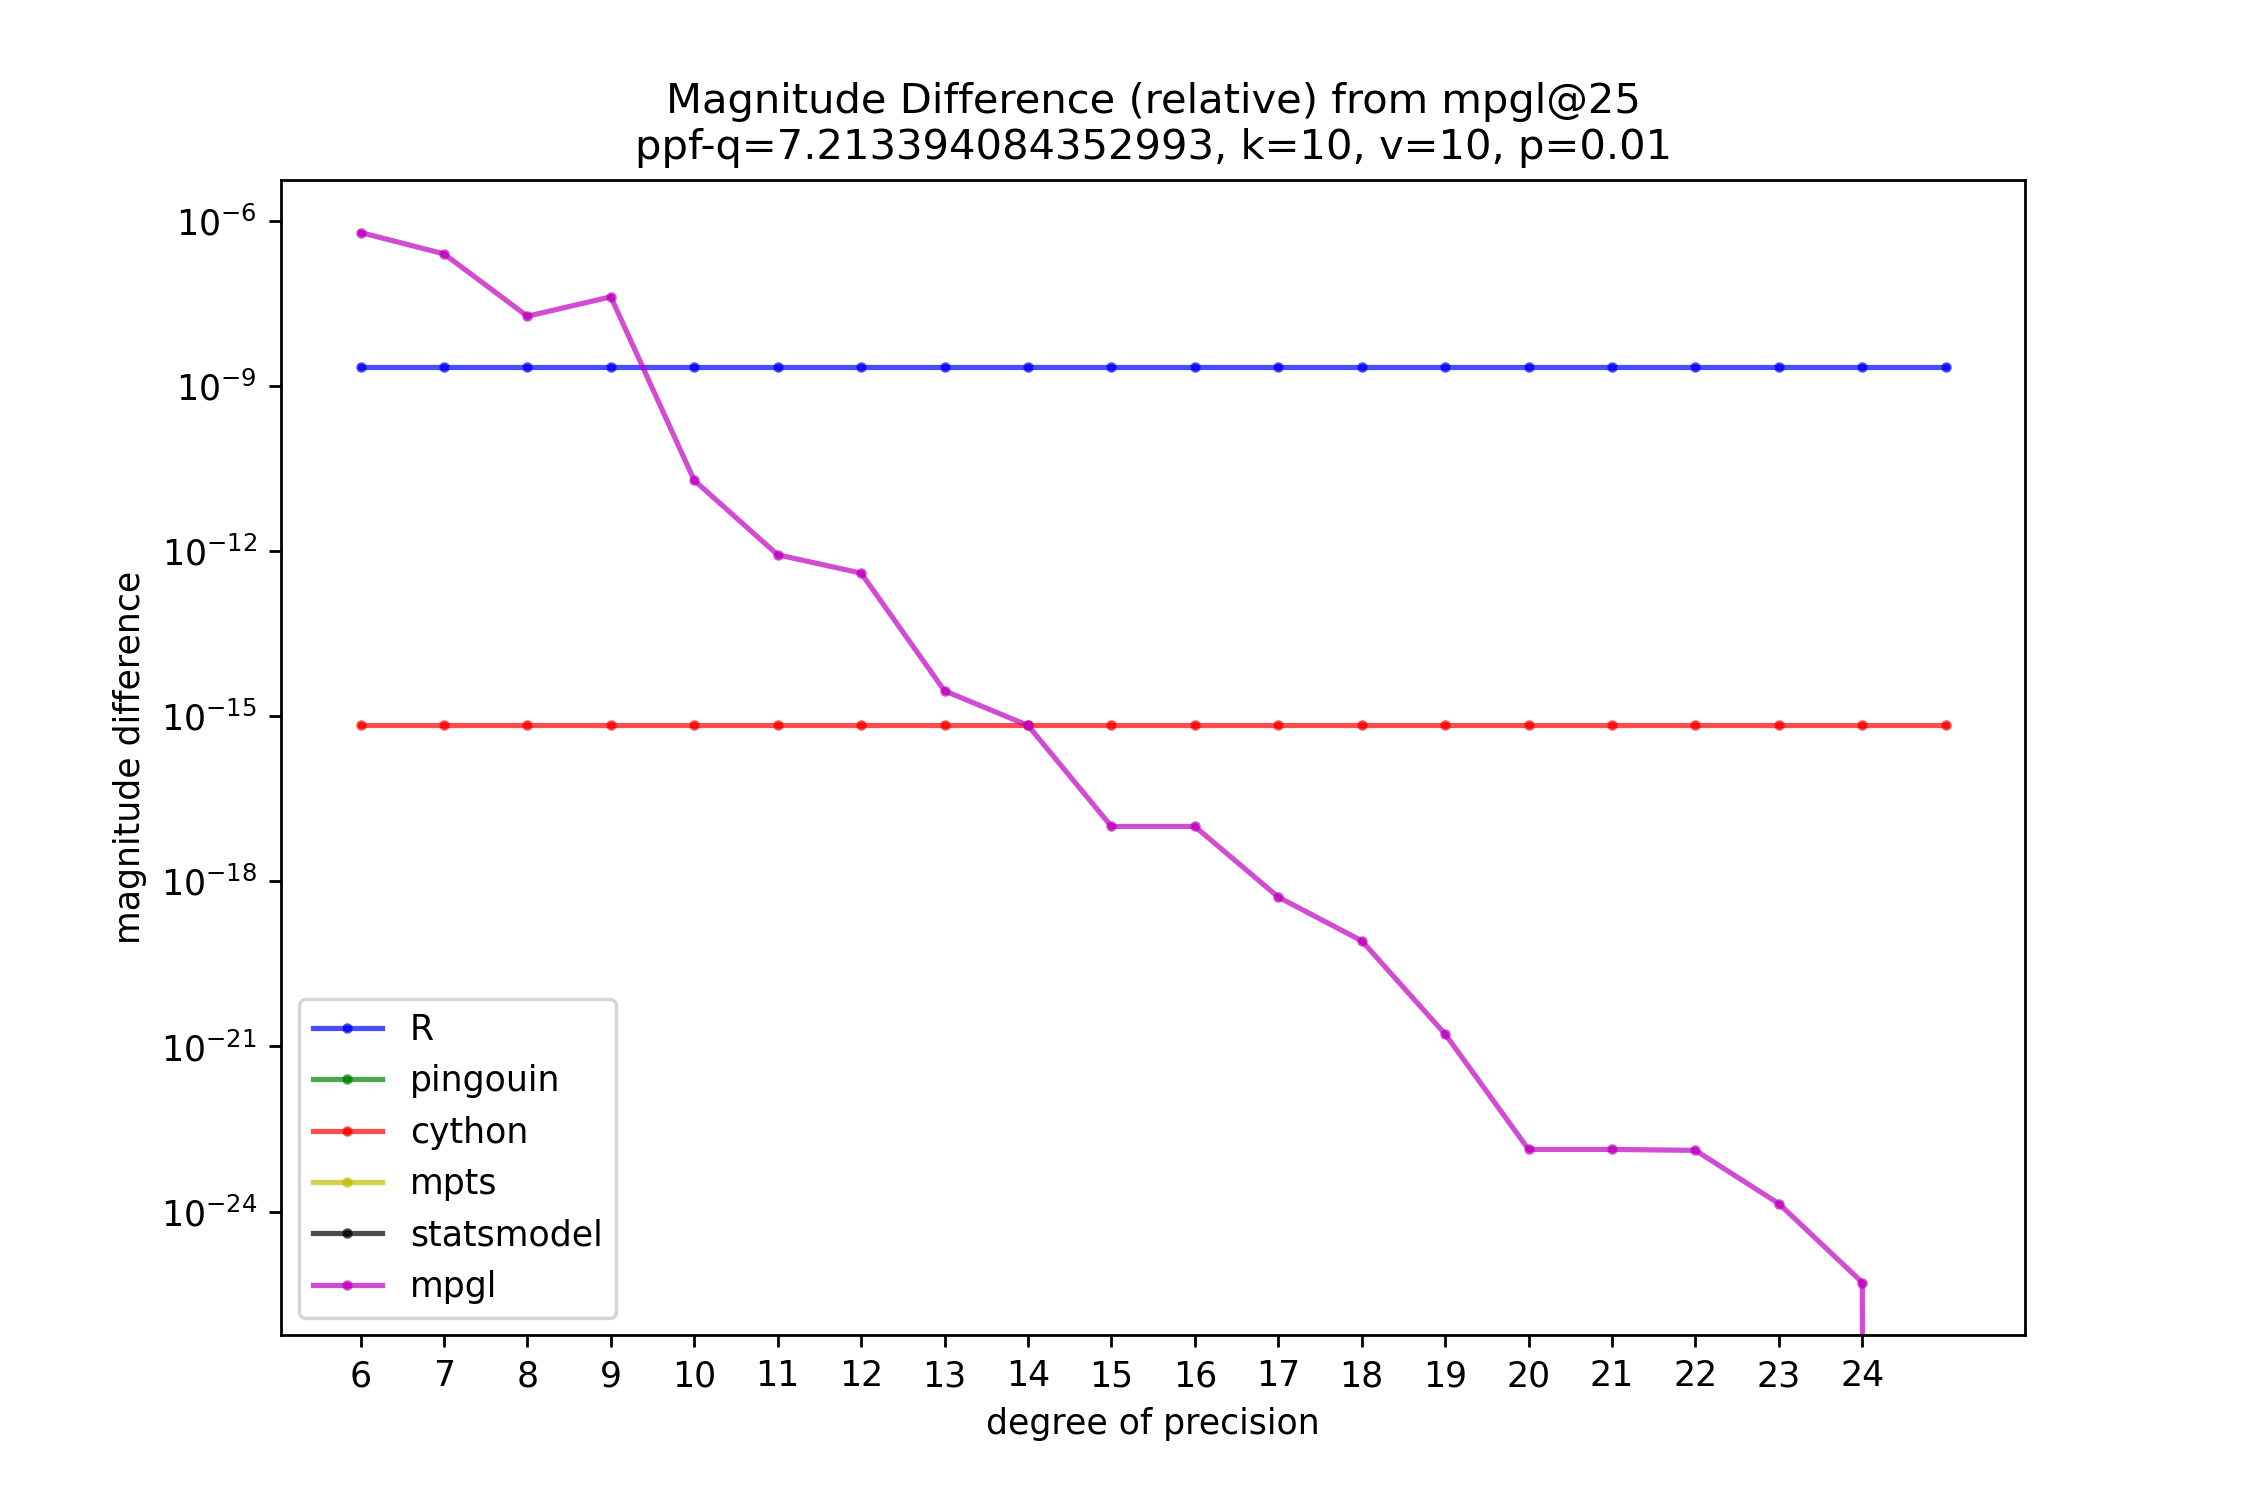 Magnitude Difference (relative) from mpgl@25
ppf-q=7.213394084352993, k=10, v=10, p=0.01
magnitude difference
10⁻⁶
10⁻⁹
10⁻¹²
10⁻¹⁵
10⁻¹⁸
10⁻²¹
10⁻²⁴
R
pingouin
cython
mpts
statsmodel
mpgl
6 7 8 9 10 11 12 13 14 15 16 17 18 19 20 21 22 23 24
degree of precision